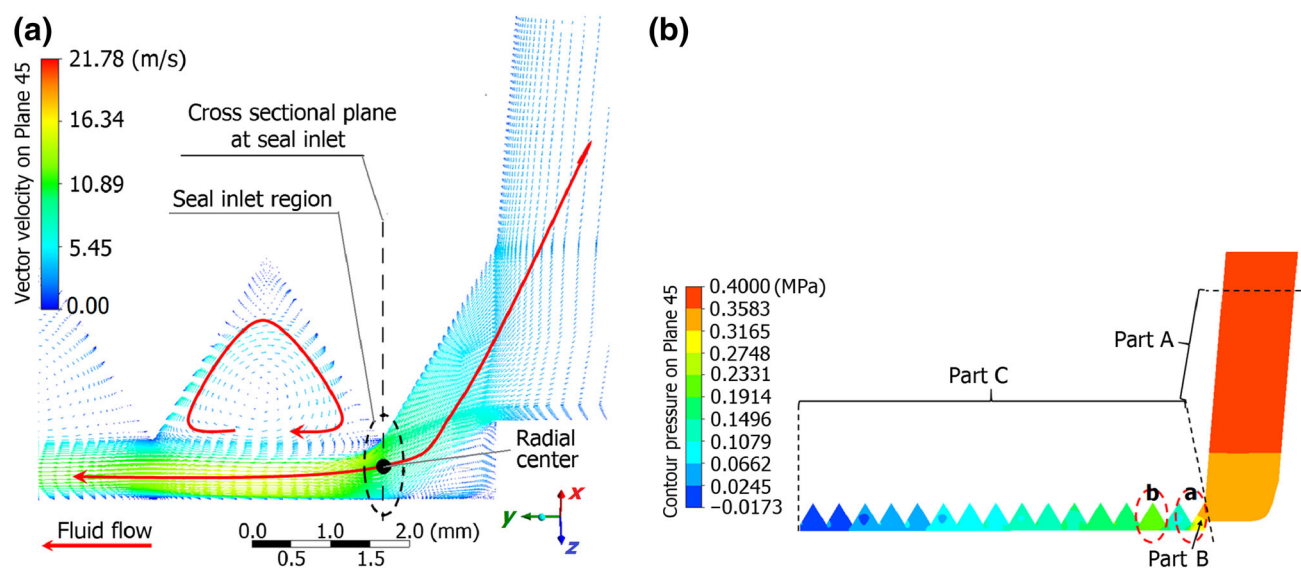 (a)
Vector velocity on Plane 45
21.78 (m/s)
16.34
10.89
5.45
0.00
Cross sectional plane
at seal inlet
Seal inlet region
Radial
center
Fluid flow
0.0 1.0 2.0 (mm)
0.5 1.5
x
y
z
(b)
Contour pressure on Plane 45
0.4000 (MPa)
0.3583
0.3165
0.2748
0.2331
0.1914
0.1496
0.1079
0.0662
0.0245
−0.0173
Part A
Part C
b a
Part B